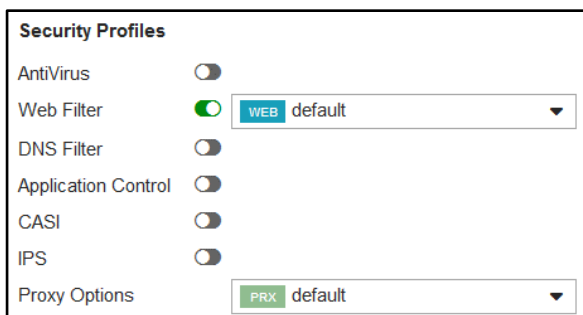 Security Profiles
AntiVirus
Web Filter WEB default
DNS Filter
Application Control
CASI
IPS
Proxy Options PRX default